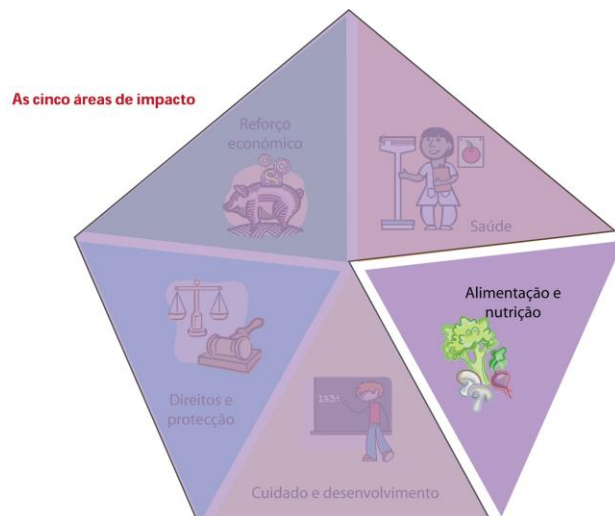 As cinco áreas de impacto
Reforço
económico
Saúde
Alimentação e
nutrição
Direitos e
protecção
Cuidado e desenvolvimento